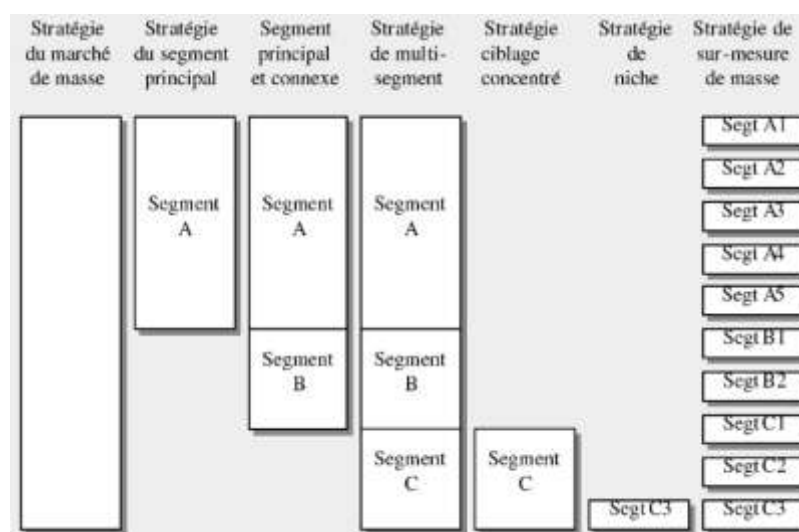 Stratégie
du marché
de masse
Stratégie
du segment
principal
Segment
principal
et connexe
Stratégie
de multi-
segment
Stratégie
ciblage
concentré
Stratégie
de
niche
Stratégie de
sur-mesure
de masse
Segment
A
Segment
A
Segment
B
Segment
A
Segment
B
Segment
C
Segment
C
Segt C3
Segt A1
Segt A2
Segt A3
Segt A4
Segt A5
Segt B1
Segt B2
Segt C1
Segt C2
Segt C3